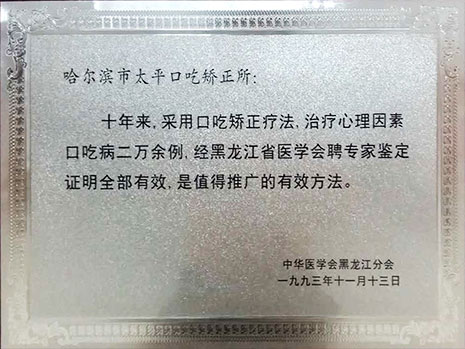 哈尔滨市太平口吃矫正所:
十年来,采用口吃矫正疗法,治疗心理因素
口吃病二万余例,经黑龙江省医学会聘专家鉴定
证明全部有效,是值得推广的有效方法。
中华医学会黑龙江分会
一九九三年十一月十三日